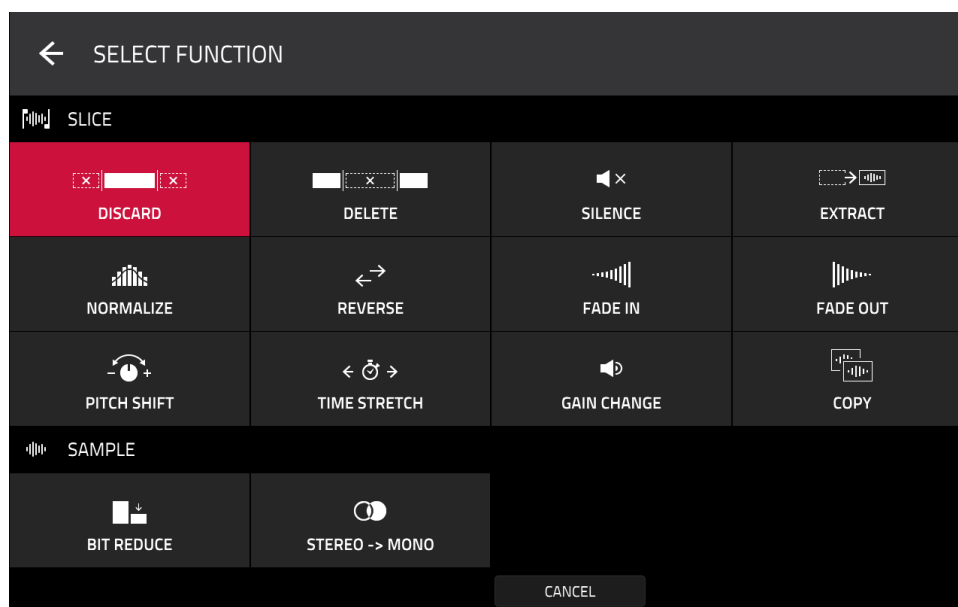 SELECT FUNCTION
SLICE
DISCARD
DELETE
SILENCE
EXTRACT
NORMALIZE
REVERSE
FADE IN
FADE OUT
PITCH SHIFT
TIME STRETCH
GAIN CHANGE
COPY
SAMPLE
BIT REDUCE
STEREO -> MONO
CANCEL